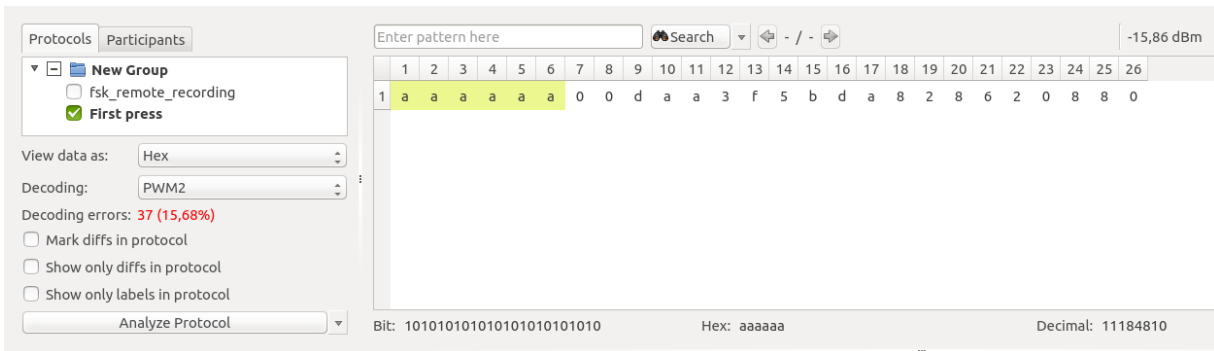 Protocols Participants
New Group
fsk_remote_recording
First press
View data as: Hex
Decoding: PWM2
Decoding errors: 37 (15,68%)
Mark diffs in protocol
Show only diffs in protocol
Show only labels in protocol
Analyze Protocol
Enter pattern here Search - / - -15,86 dBm
1 2 3 4 5 6 7 8 9 10 11 12 13 14 15 16 17 18 19 20 21 22 23 24 25 26
1 a a a a a a 0 0 d a a 3 f 5 b d a 8 2 8 6 2 0 8 8 0
Bit: 101010101010101010101010 Hex: aaaaaa Decimal: 11184810